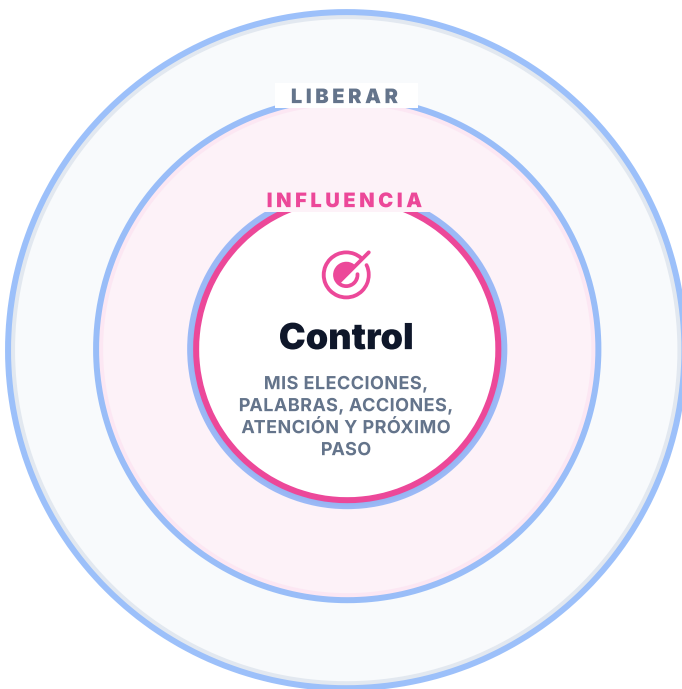 LIBERAR
INFLUENCIA
Control
MIS ELECCIONES,
PALABRAS, ACCIONES,
ATENCIÓN Y PRÓXIMO
PASO